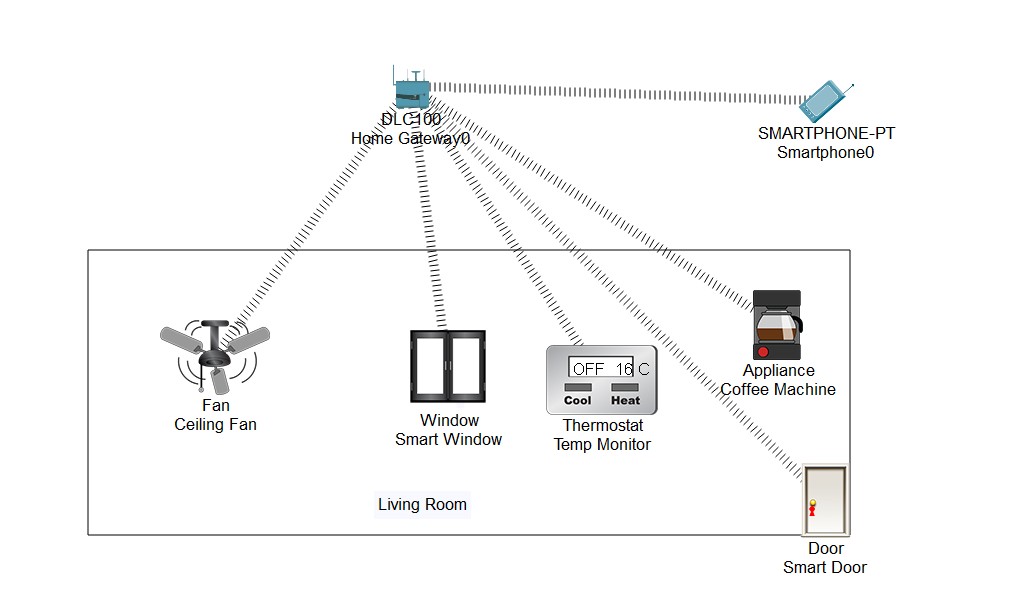 DLC100
Home Gateway0
SMARTPHONE-PT
Smartphone0
Fan
Ceiling Fan
Window
Smart Window
OFF 16 C
Cool Heat
Thermostat
Temp Monitor
Appliance
Coffee Machine
Living Room
Door
Smart Door